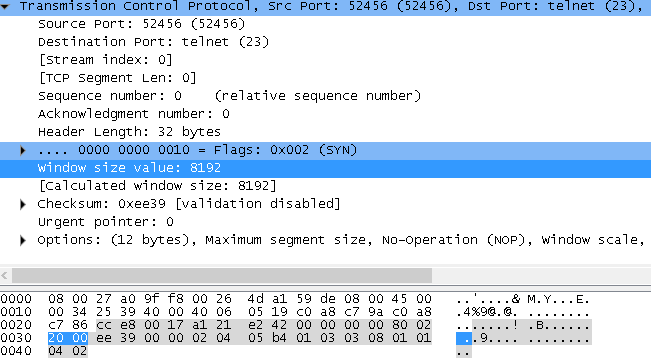 Transmission Control Protocol, Src Port: 52456 (52456), Dst Port: telnet (23),
Source Port: 52456 (52456)
Destination Port: telnet (23)
[Stream index: 0]
[TCP Segment Len: 0]
Sequence number: 0    (relative sequence number)
Acknowledgment number: 0
Header Length: 32 bytes
.... 0000 0000 0010 = Flags: 0x002 (SYN)
Window size value: 8192
[Calculated window size: 8192]
Checksum: 0xee39 [validation disabled]
Urgent pointer: 0
Options: (12 bytes), Maximum segment size, No-Operation (NOP), Window scale,
0000  08 00 27 a0 9f f8 00 26  4d a1 59 de 08 00 45 00   ..'....& M.Y...E.
0010  00 34 25 39 40 00 40 06  05 19 c0 a8 c7 9a c0 a8   .4%9@.@. ........
0020  c7 86 cc e8 00 17 a1 21  e2 42 00 00 00 00 80 02   .......! .B......
0030  20 00 ee 39 00 00 02 04  05 b4 01 03 03 08 01 01    ..9.... ........
0040  04 02   ..